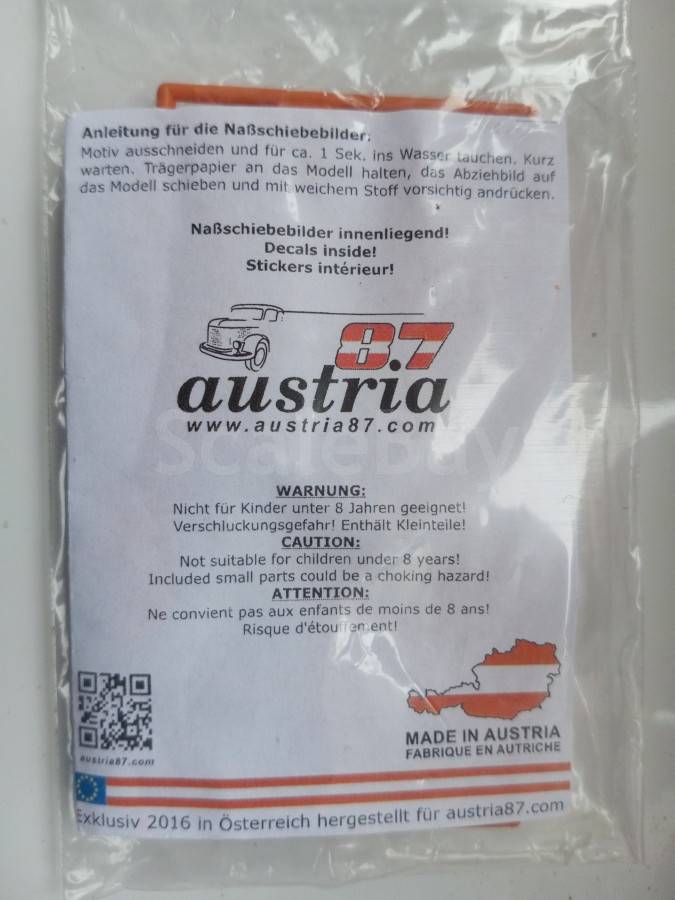 Anleitung für die Naßschiebebilder:
Motiv ausschneiden und für ca. 1 Sek. ins Wasser tauchen. Kurz
warten. Trägerpapier an das Modell halten, das Abziehbild auf
das Modell schieben und mit weichem Stoff vorsichtig andrücken.
Naßschiebebilder innenliegend!
Decals inside!
Stickers intérieur!
87
austria
www.austria87.com
ScaleBay
WARNUNG:
Nicht für Kinder unter 8 Jahren geeignet!
Verschluckungsgefahr! Enthält Kleinteile!
CAUTION:
Not suitable for children under 8 years!
Included small parts could be a choking hazard!
ATTENTION:
Ne convient pas aux enfants de moins de 8 ans!
Risque d'étouffement!
MADE IN AUSTRIA
FABRIQUE EN AUTRICHE
austria87.com
Exklusiv 2016 in Österreich hergestellt für austria87.com